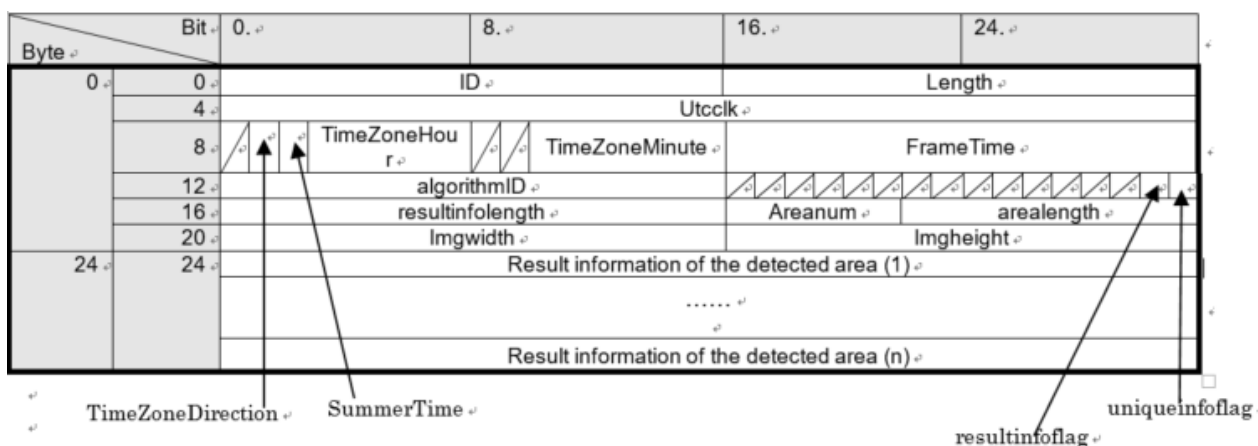 Bit 0. 8. 16. 24.
Byte
0 0 ID Length
4 Utcclk
8 TimeZoneHou
r TimeZoneMinute FrameTime
12 algorithmID
16 resultinfolength Areanum arealength
20 Imgwidth Imgheight
24 24 Result information of the detected area (1)
……
Result information of the detected area (n)
TimeZoneDirection SummerTime uniqueinfoflag
resultinfoflag